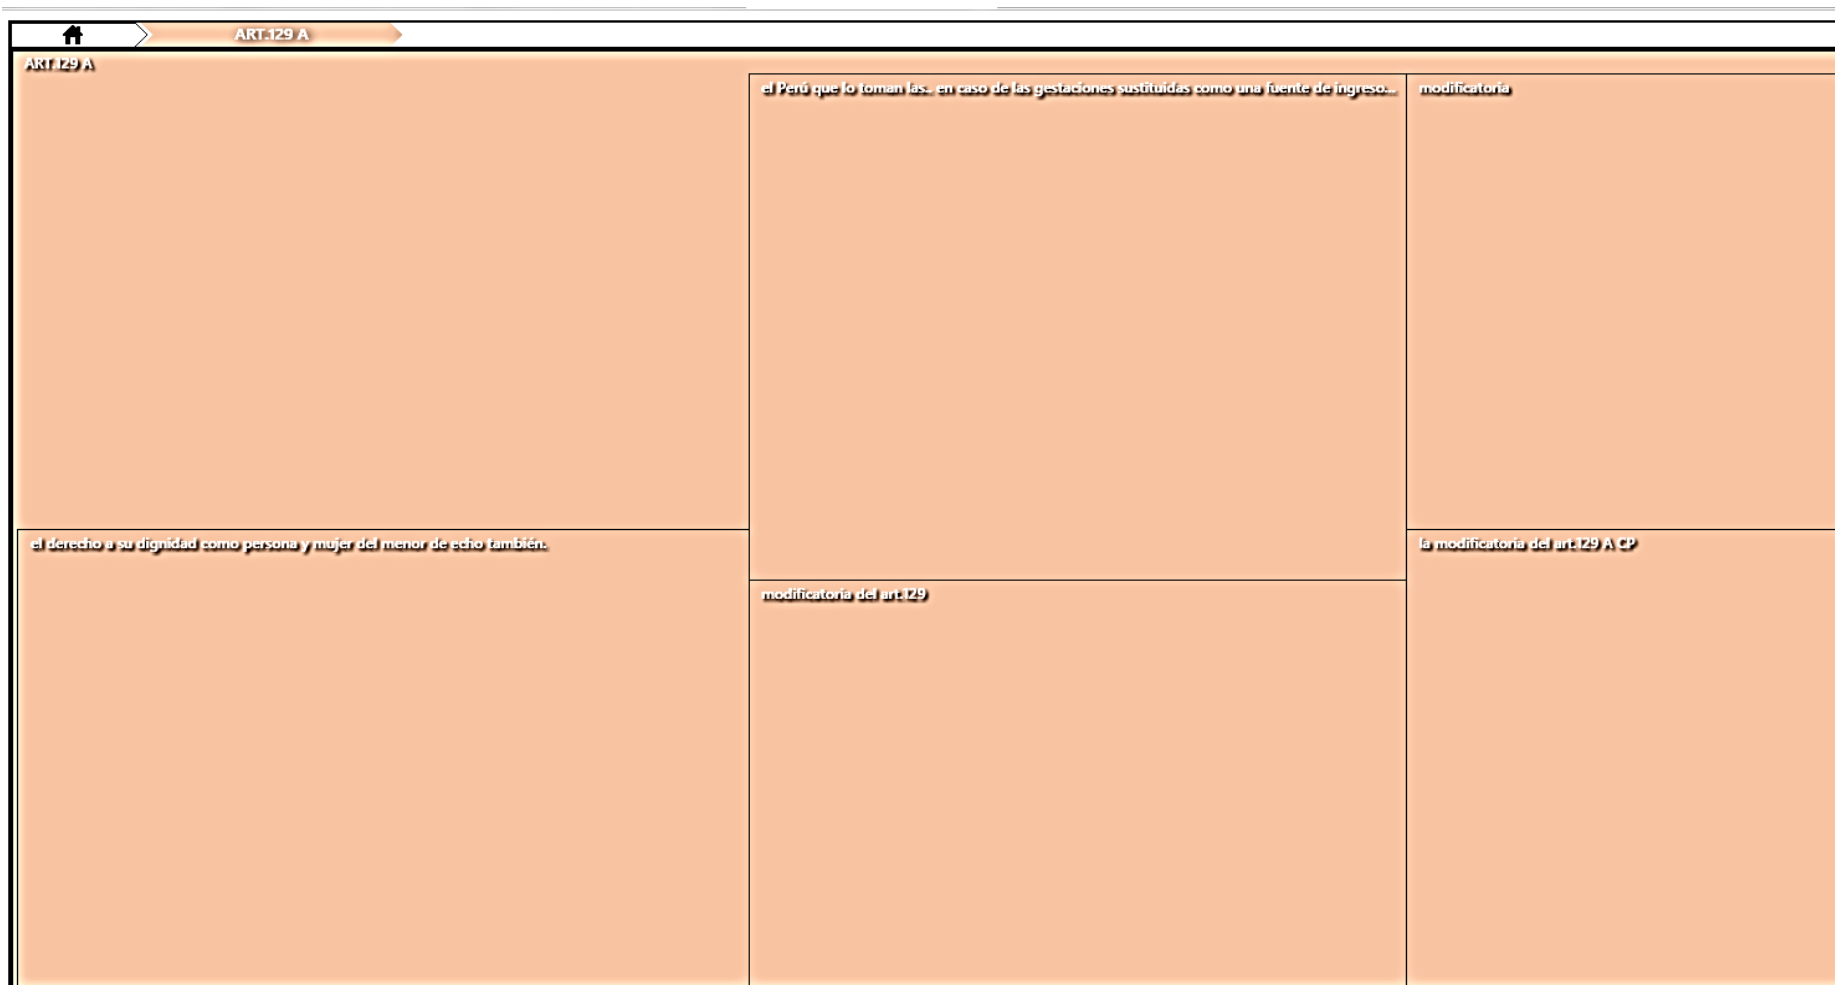 ART.129 A
ART.129 A
el Perú que lo toman las.. en caso de las gestaciones sustituidas como una fuente de ingreso...
modificatoria
el derecho a su dignidad como persona y mujer del menor de echo también.
la modificatoria del art.129 A CP
modificatoria del art.129